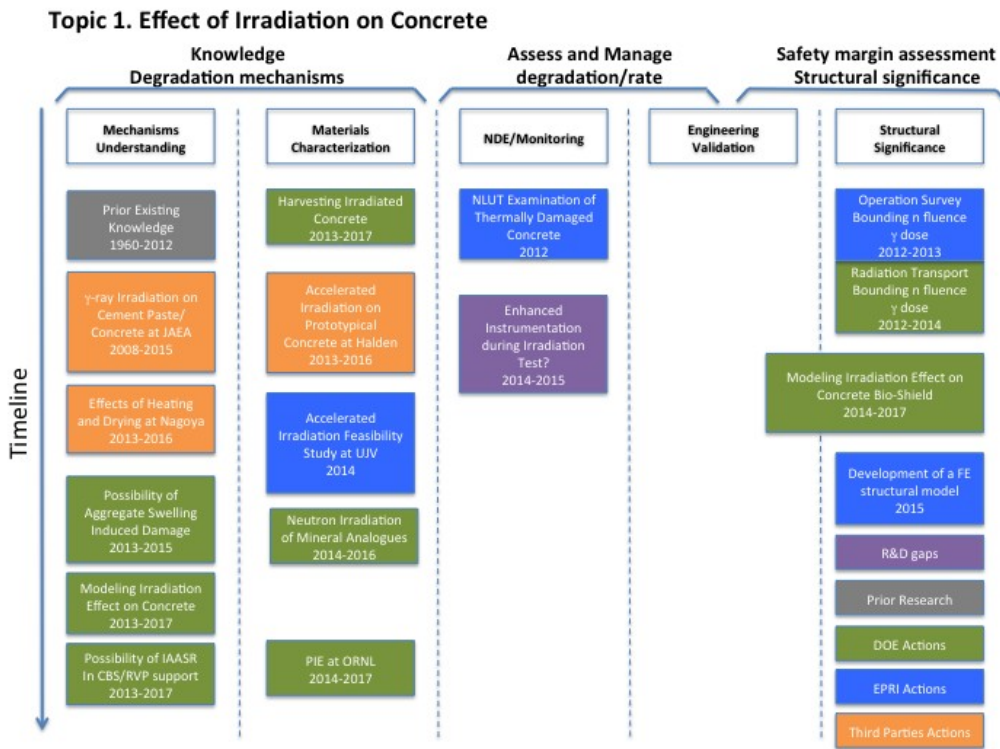 Topic 1. Effect of Irradiation on Concrete
Knowledge
Degradation mechanisms
Assess and Manage
degradation/rate
Safety margin assessment
Structural significance
Timeline
Mechanisms
Understanding
Materials
Characterization
NDE/Monitoring
Engineering
Validation
Structural
Significance
Prior Existing
Knowledge
1960-2012
γ-ray Irradiation on
Cement Paste/
Concrete at JAEA
2008-2015
Effects of Heating
and Drying at Nagoya
2013-2016
Possibility of
Aggregate Swelling
Induced Damage
2013-2015
Modeling Irradiation
Effect on Concrete
2013-2017
Possibility of IAASR
In CBS/RVP support
2013-2017
Harvesting Irradiated
Concrete
2013-2017
Accelerated
Irradiation on
Prototypical
Concrete at Halden
2013-2016
Accelerated
Irradiation Feasibility
Study at UJV
2014
Neutron Irradiation
of Mineral Analogues
2014-2016
PIE at ORNL
2014-2017
NLUT Examination of
Thermally Damaged
Concrete
2012
Enhanced
Instrumentation
during Irradiation
Test?
2014-2015
Operation Survey
Bounding n fluence
γ dose
2012-2013
Radiation Transport
Bounding n fluence
γ dose
2012-2014
Modeling Irradiation Effect on
Concrete Bio-Shield
2014-2017
Development of a FE
structural model
2015
R&D gaps
Prior Research
DOE Actions
EPRI Actions
Third Parties Actions